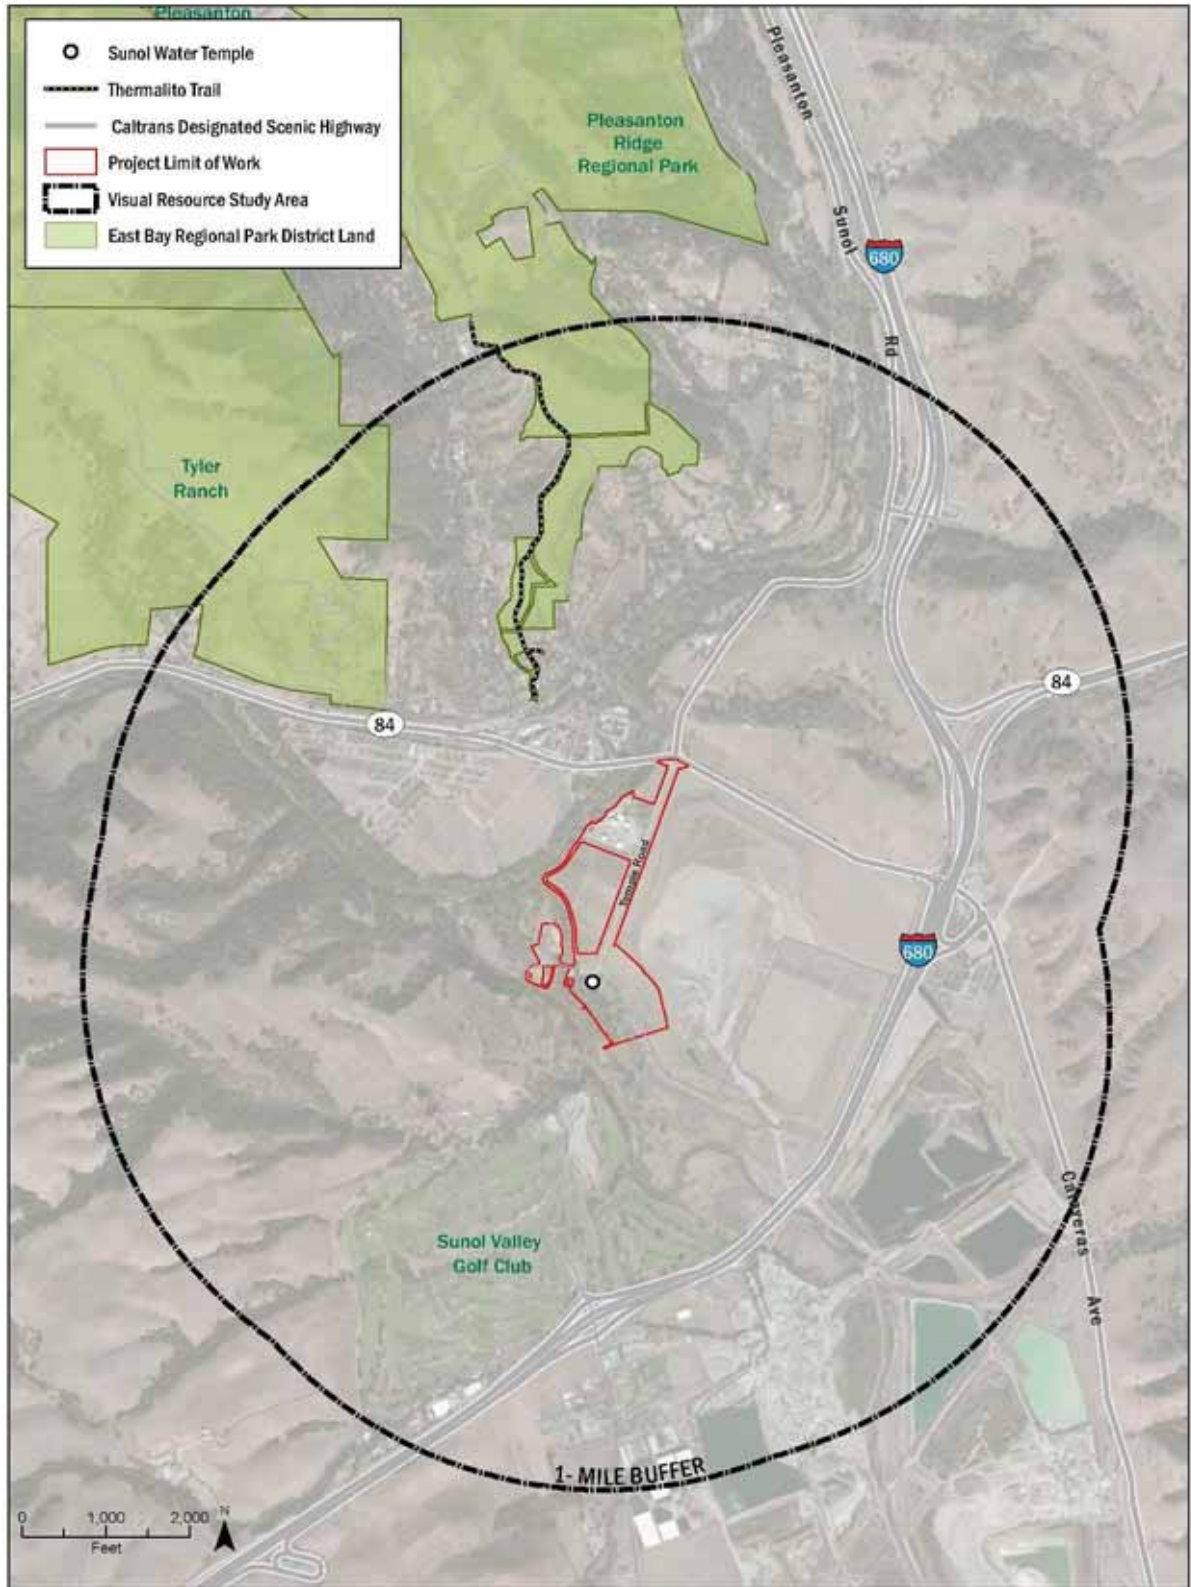 Pleasanton
Sunol Water Temple
Thermalito Trail
Caltrans Designated Scenic Highway
Project Limit of Work
Visual Resource Study Area
East Bay Regional Park District Land
Pleasanton
Ridge
Regional Park
Pleasanton
Sunol
Rd
680
Tyler
Ranch
84
84
Temple Road
680
Sunol Valley
Golf Club
Calaveras
Ave
1- MILE BUFFER
0 1,000 2,000
Feet
N